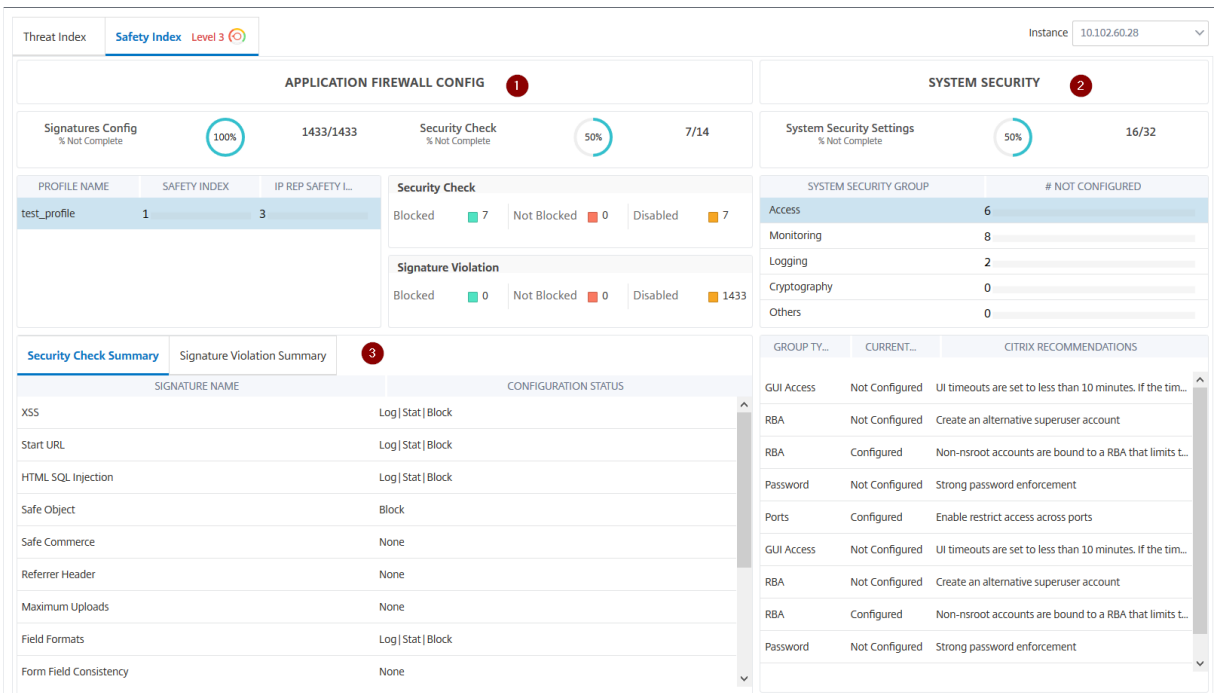 Threat Index Safety Index Level 3 Instance 10.102.60.28
APPLICATION FIREWALL CONFIG 1 SYSTEM SECURITY 2
Signatures Config 100% 1433/1433 Security Check 50% 7/14 System Security Settings 50% 16/32
% Not Complete % Not Complete % Not Complete
PROFILE NAME SAFETY INDEX IP REP SAFETY I...
test_profile 1 3
Security Check
Blocked 7 Not Blocked 0 Disabled 7
Signature Violation
Blocked 0 Not Blocked 0 Disabled 1433
SYSTEM SECURITY GROUP # NOT CONFIGURED
Access 6
Monitoring 8
Logging 2
Cryptography 0
Others 0
Security Check Summary Signature Violation Summary 3
SIGNATURE NAME CONFIGURATION STATUS
XSS Log|Stat|Block
Start URL Log|Stat|Block
HTML SQL Injection Log|Stat|Block
Safe Object Block
Safe Commerce None
Referrer Header None
Maximum Uploads None
Field Formats Log|Stat|Block
Form Field Consistency None
GROUP TY... CURRENT... CITRIX RECOMMENDATIONS
GUI Access Not Configured UI timeouts are set to less than 10 minutes. If the tim...
RBA Not Configured Create an alternative superuser account
RBA Configured Non-nsroot accounts are bound to a RBA that limits t...
Password Not Configured Strong password enforcement
Ports Configured Enable restrict access across ports
GUI Access Not Configured UI timeouts are set to less than 10 minutes. If the tim...
RBA Not Configured Create an alternative superuser account
RBA Configured Non-nsroot accounts are bound to a RBA that limits t...
Password Not Configured Strong password enforcement